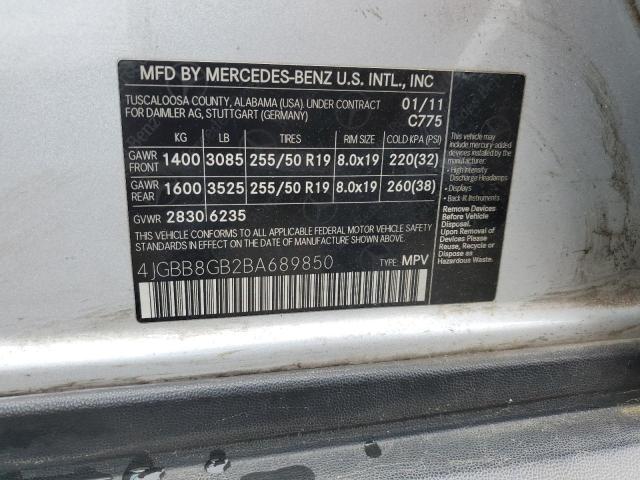 MFD BY MERCEDES-BENZ U.S. INTL., INC
TUSCALOOSA COUNTY, ALABAMA (USA) UNDER CONTRACT 01/11
FOR DAIMLER AG, STUTTGART (GERMANY) C775
KG LB TIRES RIM SIZE COLD KPA (PSI)
GAWR FRONT 1400 3085 255/50 R19 8.0x19 220(32)
GAWR REAR 1600 3525 255/50 R19 8.0x19 260(38)
GVWR 2830 6235
THIS VEHICLE CONFORMS TO ALL APPLICABLE FEDERAL MOTOR VEHICLE SAFETY
STANDARDS IN EFFECT ON THE DATE OF MANUFACTURE SHOWN ABOVE.
4JGBB8GB2BA689850 TYPE: MPV
The following
devices may include
mercury-added
devices installed by
the manufacturer:
- High Intensity
Discharge Headlamps
- Displays
- Back-lit Instruments
Remove Devices
Before Vehicle
Disposal.
Upon Removal of
Devices Please
Reuse, Recycle or
Dispose as
Hazardous Waste.